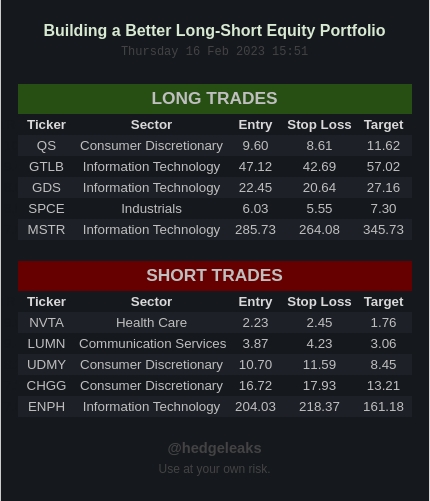 Building a Better Long-Short Equity Portfolio
Thursday 16 Feb 2023 15:51
LONG TRADES
Ticker Sector Entry Stop Loss Target
QS Consumer Discretionary 9.60 8.61 11.62
GTLB Information Technology 47.12 42.69 57.02
GDS Information Technology 22.45 20.64 27.16
SPCE Industrials 6.03 5.55 7.30
MSTR Information Technology 285.73 264.08 345.73
SHORT TRADES
Ticker Sector Entry Stop Loss Target
NVTA Health Care 2.23 2.45 1.76
LUMN Communication Services 3.87 4.23 3.06
UDMY Consumer Discretionary 10.70 11.59 8.45
CHGG Consumer Discretionary 16.72 17.93 13.21
ENPH Information Technology 204.03 218.37 161.18
@hedgeleaks
Use at your own risk.